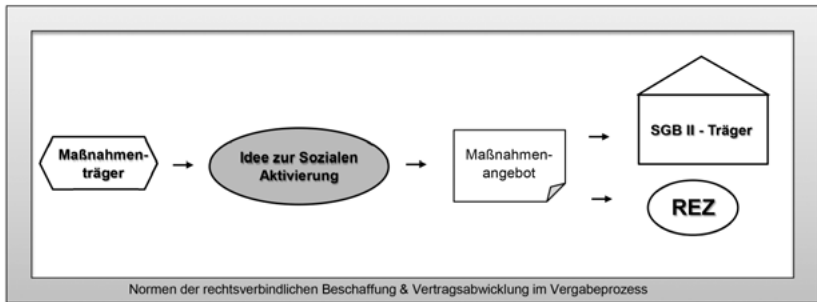 Maßnahmen-
träger
Idee zur Sozialen
Aktivierung
Maßnahmen-
angebot
SGB II - Träger
REZ
Normen der rechtsverbindlichen Beschaffung & Vertragsabwicklung im Vergabeprozess